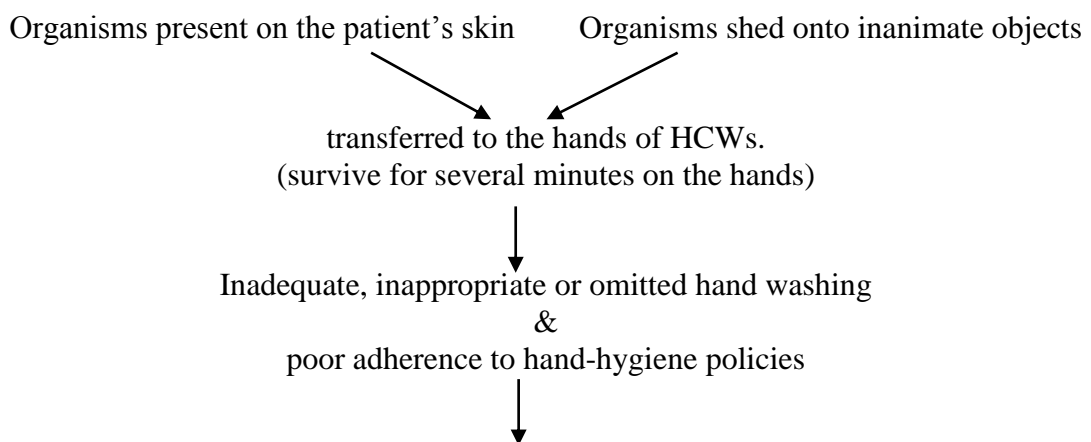 Organisms present on the patient’s skin
Organisms shed onto inanimate objects
transferred to the hands of HCWs.
(survive for several minutes on the hands)
Inadequate, inappropriate or omitted hand washing
&
poor adherence to hand-hygiene policies